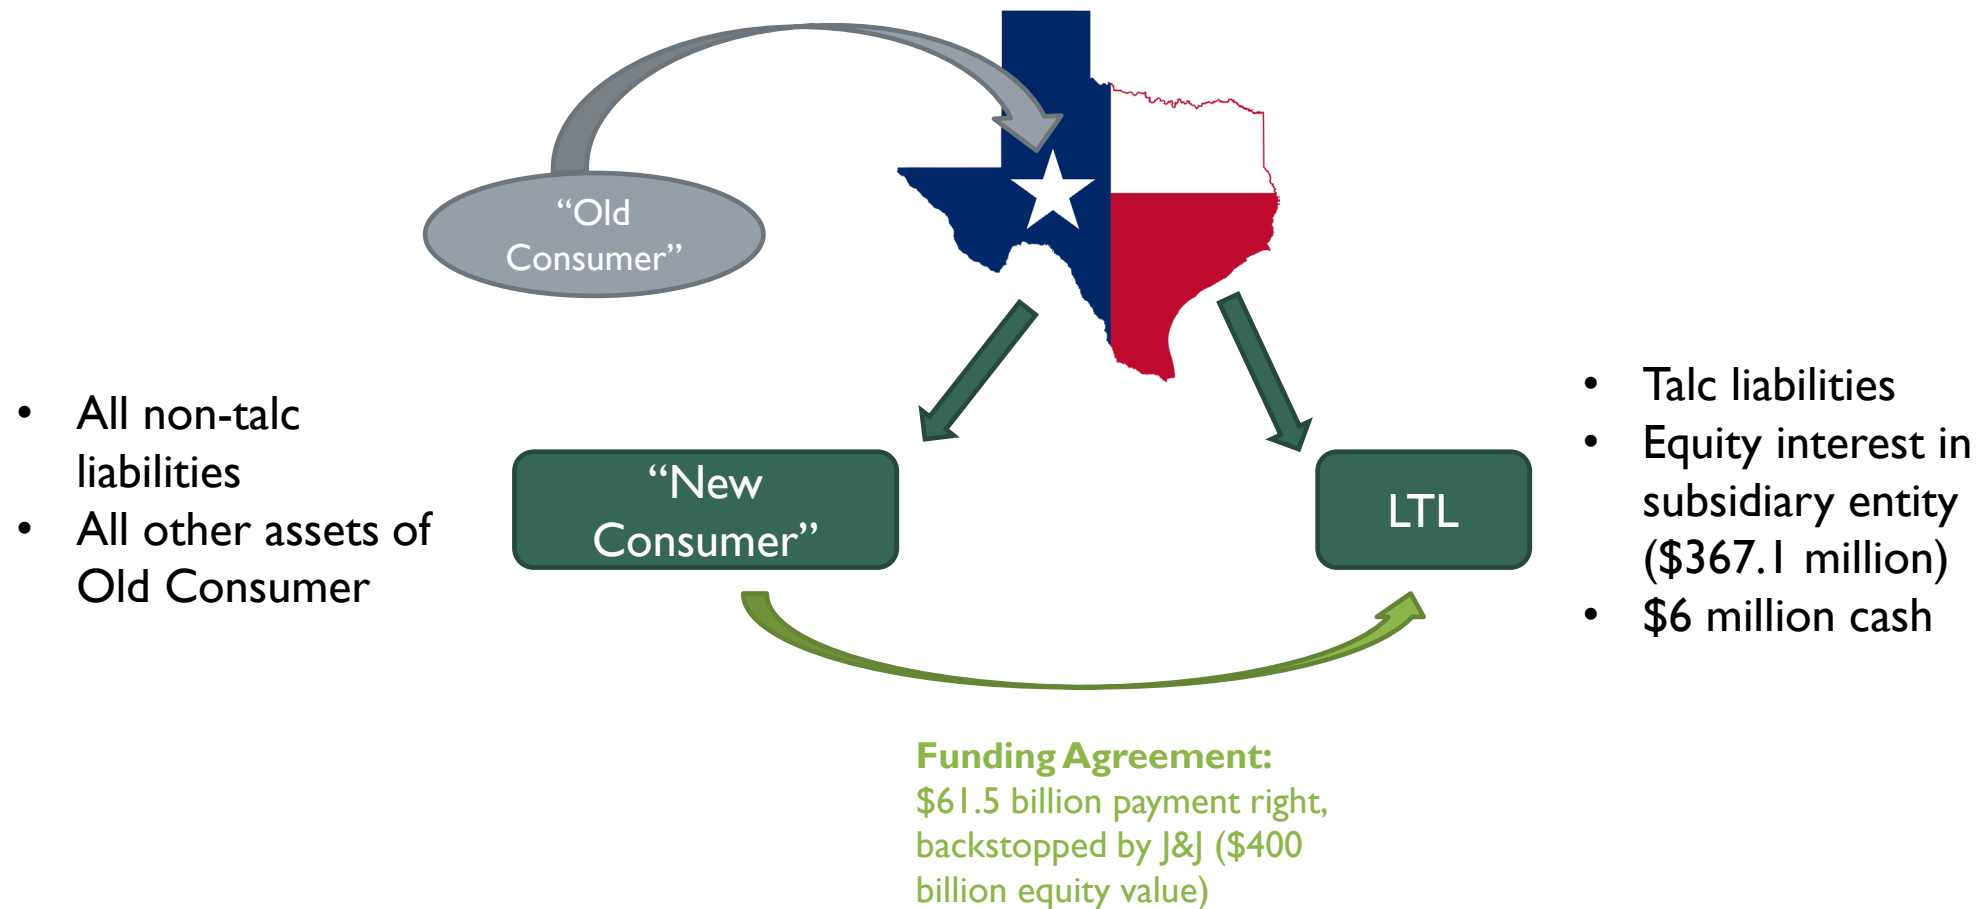 “Old
Consumer”
• All non-talc
liabilities
• All other assets of
Old Consumer
“New
Consumer”
LTL
• Talc liabilities
• Equity interest in
subsidiary entity
($367.1 million)
• $6 million cash
Funding Agreement:
$61.5 billion payment right,
backstopped by J&J ($400
billion equity value)